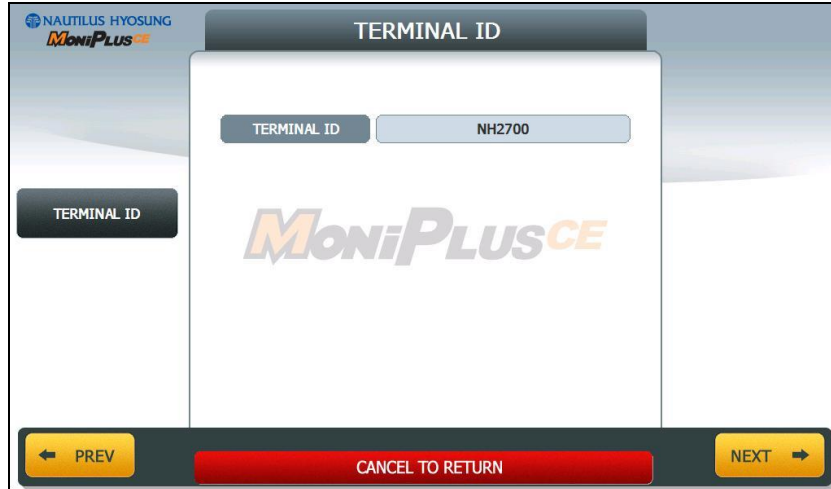 NAUTILUS HYOSUNG
MoniPlusCE
TERMINAL ID
TERMINAL ID NH2700
TERMINAL ID
MoniPlusCE
PREV
CANCEL TO RETURN
NEXT